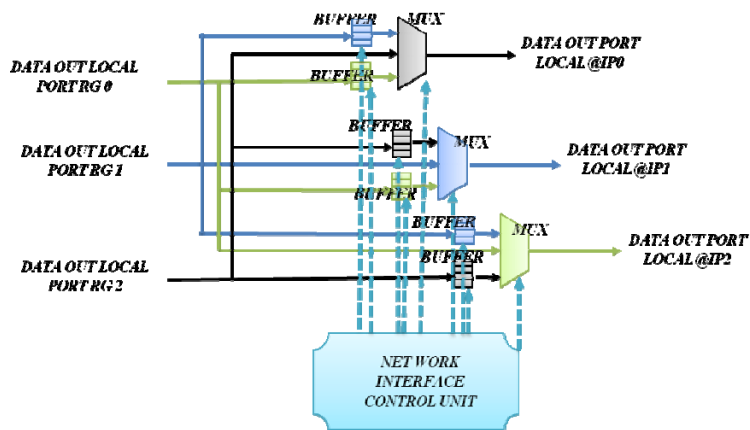 BUFFER
MUX
DATA OUT PORT
LOCAL @IP0
DATA OUT LOCAL
PORT RG 0
BUFFER
BUFFER
DATA OUT LOCAL
PORT RG 1
MUX
DATA OUT PORT
LOCAL @IP1
BUFFER
BUFFER
MUX
DATA OUT LOCAL
PORT RG 2
BUFFER
DATA OUT PORT
LOCAL @IP2
NETWORK
INTERFACE
CONTROL UNIT